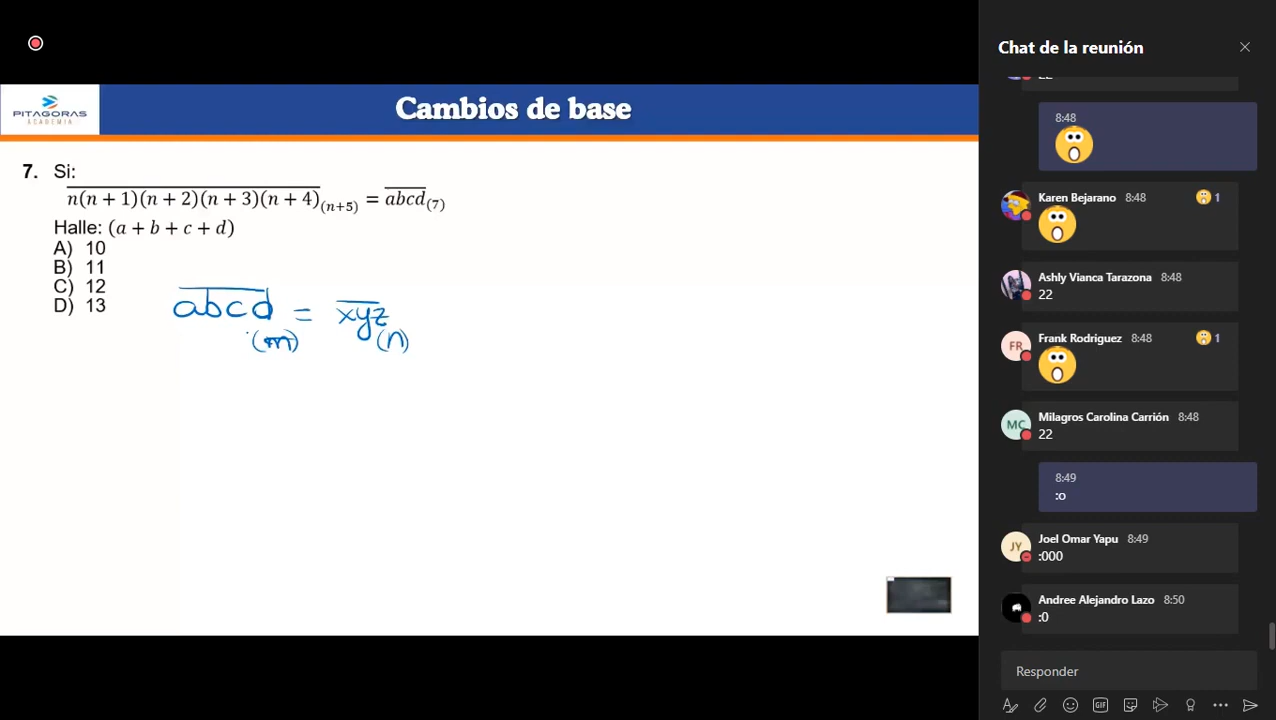 PITAGORAS
ACADEMIA
Cambios de base
7. Si:
n(n + 1)(n + 2)(n + 3)(n + 4)(n+5) = abcd(7)
Halle: (a + b + c + d)
A) 10
B) 11
C) 12
D) 13
abcd(m) = xyz(n)
Chat de la reunión
22
8:48
Karen Bejarano 8:48 1
Ashly Vianca Tarazona 8:48
22
FR Frank Rodriguez 8:48 1
MC Milagros Carolina Carrión 8:48
22
8:49
:o
JY Joel Omar Yapu 8:49
:000
Andree Alejandro Lazo 8:50
:0
Responder
GIF